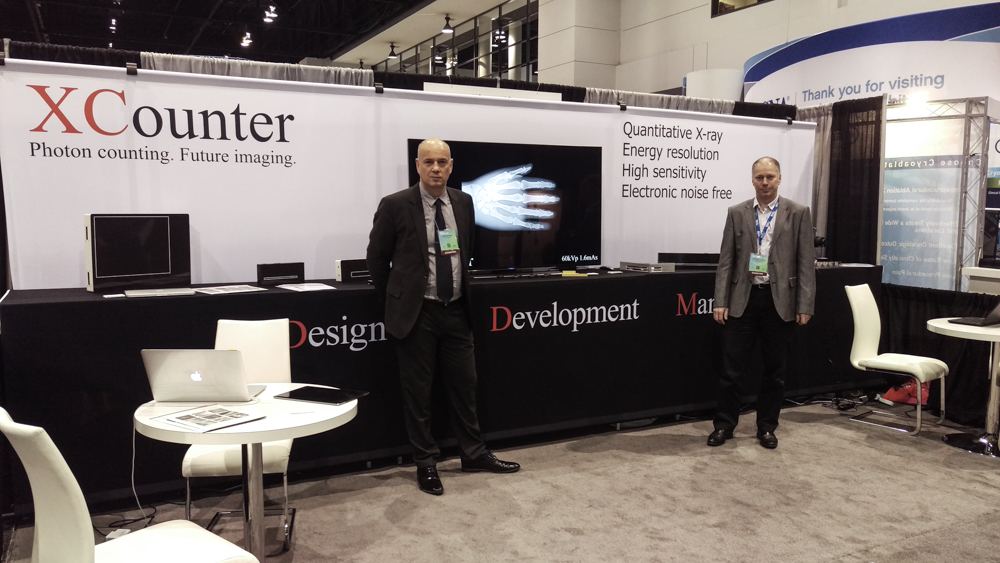 XCounter
Photon counting. Future imaging.
Quantitative X-ray
Energy resolution
High sensitivity
Electronic noise free
60kVp 1.6mAs
Design
Development
Man
Thank you for visiting